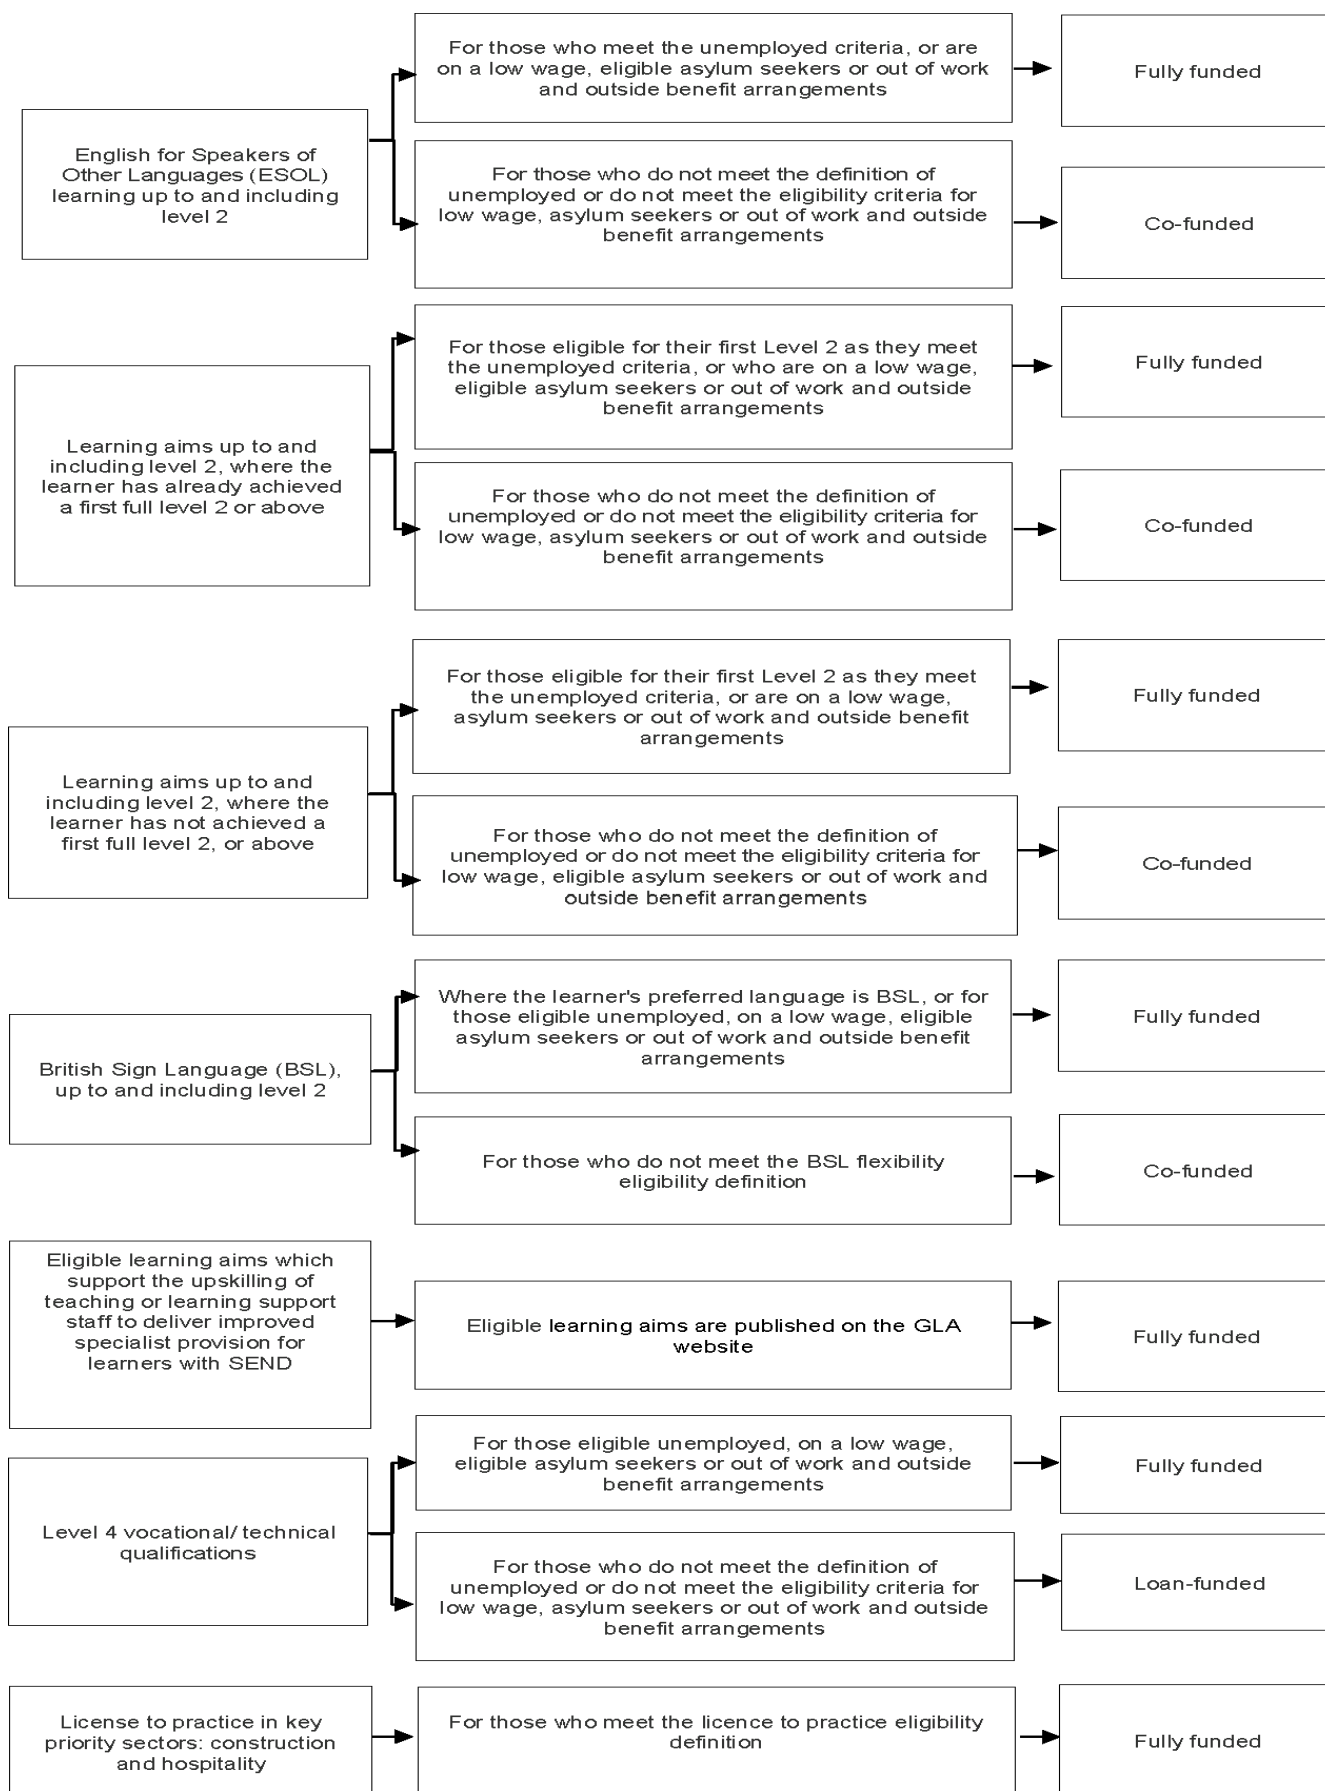 English for Speakers of
Other Languages (ESOL)
learning up to and including
level 2
For those who meet the unemployed criteria, or are
on a low wage, eligible asylum seekers or out of work
and outside benefit arrangements
Fully funded
For those who do not meet the definition of
unemployed or do not meet the eligibility criteria for
low wage, asylum seekers or out of work and outside
benefit arrangements
Co-funded
Learning aims up to and
including level 2, where the
learner has already achieved
a first full level 2 or above
For those eligible for their first Level 2 as they meet
the unemployed criteria, or who are on a low wage,
eligible asylum seekers or out of work and outside
benefit arrangements
Fully funded
For those who do not meet the definition of
unemployed or do not meet the eligibility criteria for
low wage, asylum seekers or out of work and outside
benefit arrangements
Co-funded
Learning aims up to and
including level 2, where the
learner has not achieved a
first full level 2, or above
For those eligible for their first Level 2 as they meet
the unemployed criteria, or are on a low wage,
asylum seekers or out of work and outside benefit
arrangements
Fully funded
For those who do not meet the definition of
unemployed or do not meet the eligibility criteria for
low wage, eligible asylum seekers or out of work and
outside benefit arrangements
Co-funded
British Sign Language (BSL),
up to and including level 2
Where the learner's preferred language is BSL, or for
those eligible unemployed, on a low wage, eligible
asylum seekers or out of work and outside benefit
arrangements
Fully funded
For those who do not meet the BSL flexibility
eligibility definition
Co-funded
Eligible learning aims which
support the upskilling of
teaching or learning support
staff to deliver improved
specialist provision for
learners with SEND
Eligible learning aims are published on the GLA
website
Fully funded
Level 4 vocational/ technical
qualifications
For those eligible unemployed, on a low wage,
eligible asylum seekers or out of work and outside
benefit arrangements
Fully funded
For those who do not meet the definition of
unemployed or do not meet the eligibility criteria for
low wage, asylum seekers or out of work and outside
benefit arrangements
Loan-funded
License to practice in key
priority sectors: construction
and hospitality
For those who meet the licence to practice eligibility
definition
Fully funded